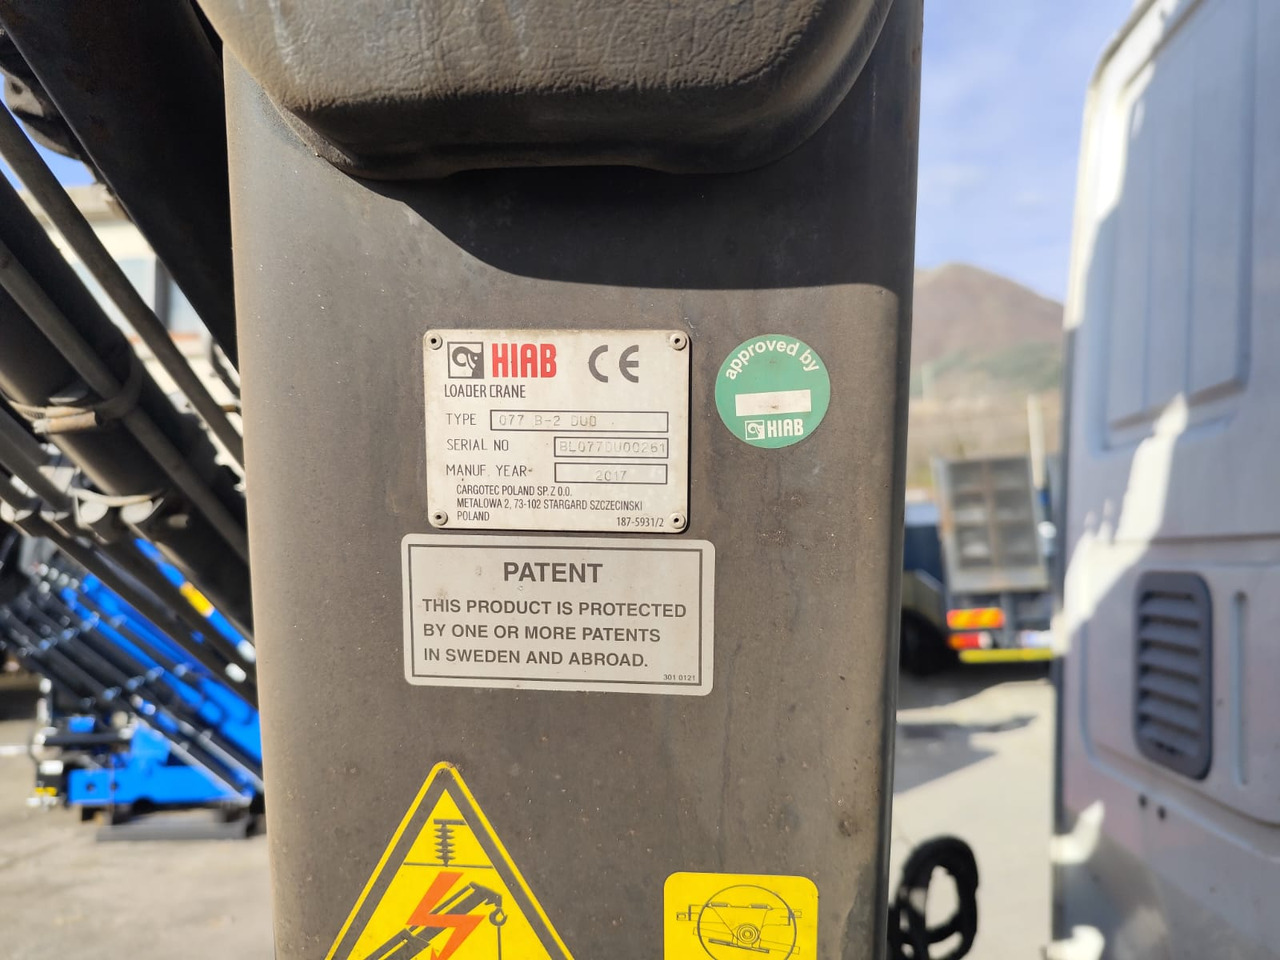 HIAB CE
LOADER CRANE
TYPE 077 B-2 DUO
SERIAL NO BL077DU00261
MANUF. YEAR 2017
CARGOTEC POLAND SP. Z O.O.
METALOWA 2, 73-102 STARGARD SZCZECINSKI
POLAND 187-5931/2
approved by
HIAB
PATENT
THIS PRODUCT IS PROTECTED
BY ONE OR MORE PATENTS
IN SWEDEN AND ABROAD.
301 0121